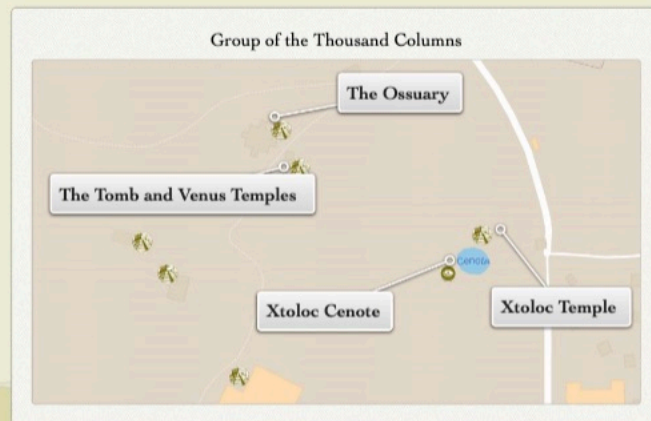 Group of the Thousand Columns
The Ossuary
The Tomb and Venus Temples
Cenote
Xtoloc Cenote
Xtoloc Temple